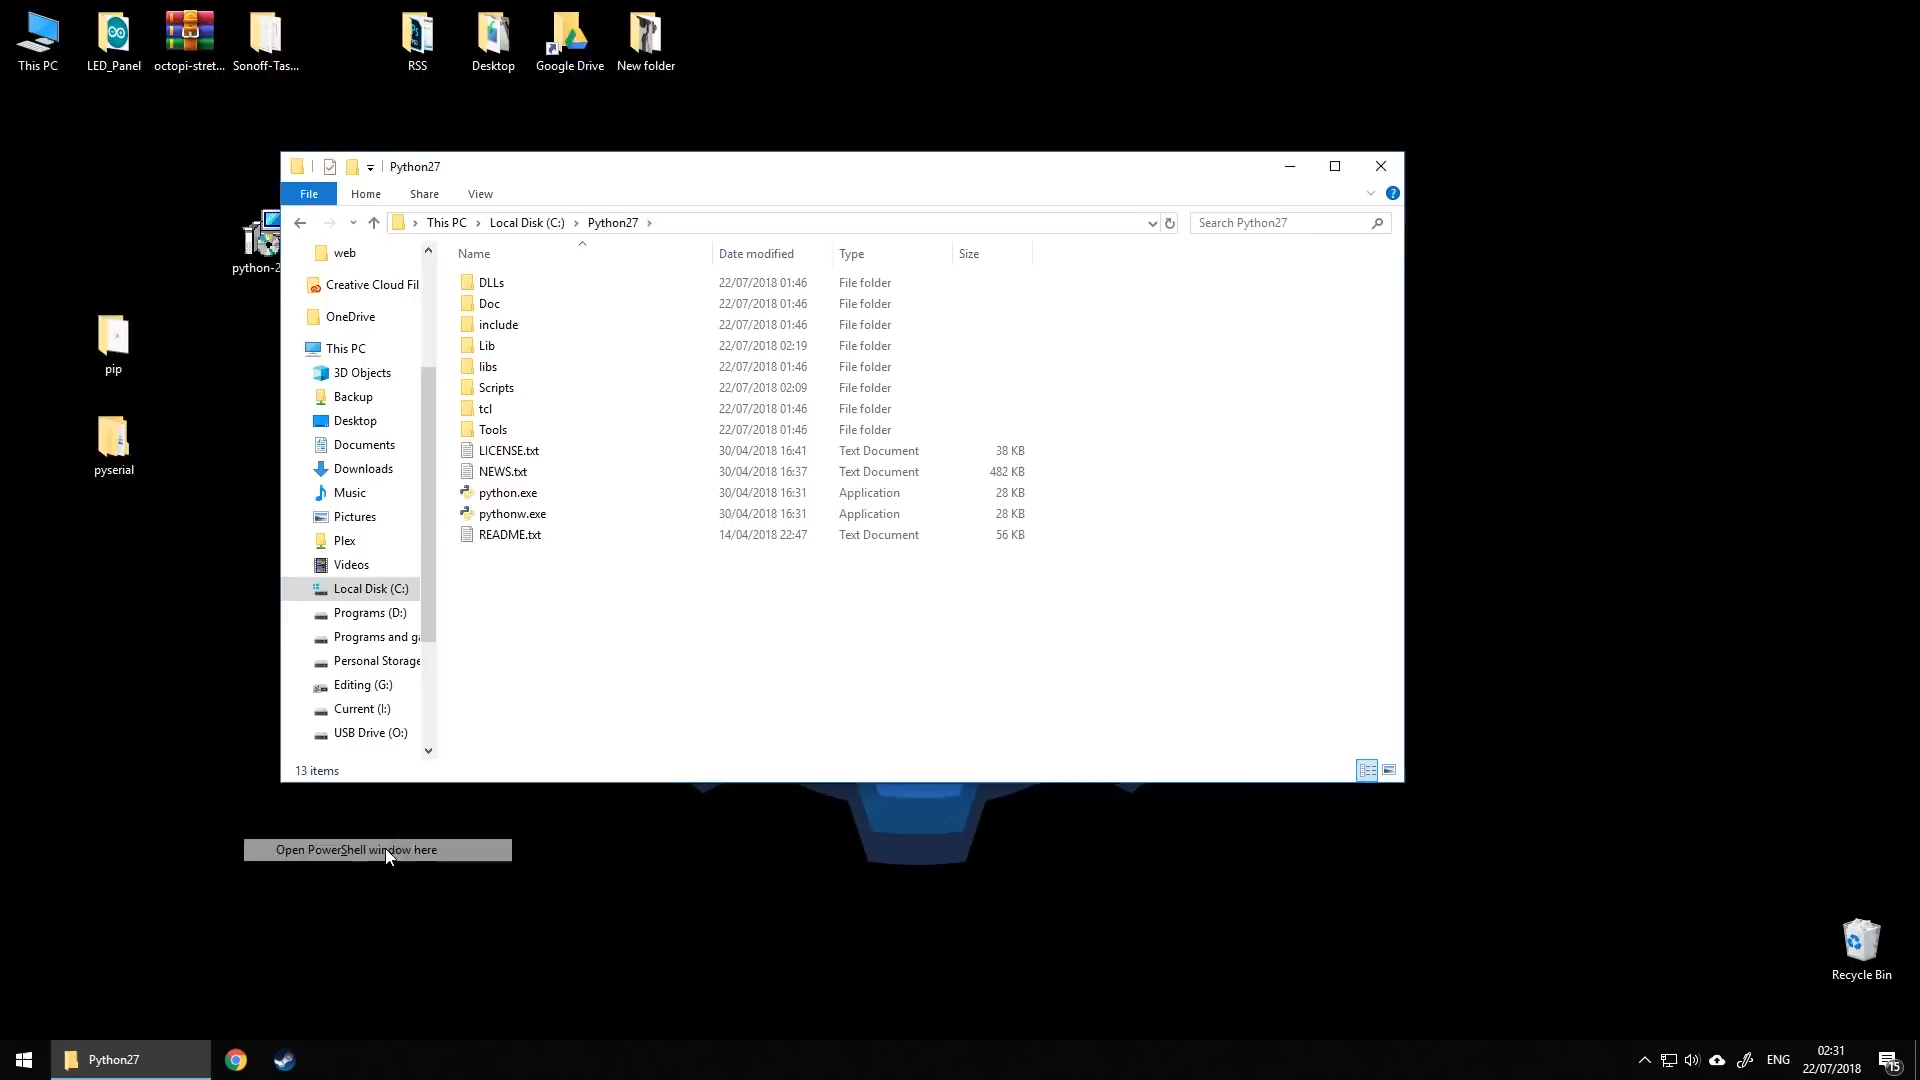 This PC
LED_Panel
octopi-stret...
Sonoff-Tas...
RSS
Desktop
Google Drive
New folder
python-2
pip
pyserial
Python27
File
Home
Share
View
This PC
Local Disk (C:)
Python27
Search Python27
Name
Date modified
Type
Size
web
Creative Cloud Fil
OneDrive
This PC
3D Objects
Backup
Desktop
Documents
Downloads
Music
Pictures
Plex
Videos
Local Disk (C:)
Programs (D:)
Programs and ga
Personal Storage
Editing (G:)
Current (I:)
USB Drive (O:)
DLLs 22/07/2018 01:46 File folder
Doc 22/07/2018 01:46 File folder
include 22/07/2018 01:46 File folder
Lib 22/07/2018 02:19 File folder
libs 22/07/2018 01:46 File folder
Scripts 22/07/2018 02:09 File folder
tcl 22/07/2018 01:46 File folder
Tools 22/07/2018 01:46 File folder
LICENSE.txt 30/04/2018 16:41 Text Document 38 KB
NEWS.txt 30/04/2018 16:37 Text Document 482 KB
python.exe 30/04/2018 16:31 Application 28 KB
pythonw.exe 30/04/2018 16:31 Application 28 KB
README.txt 14/04/2018 22:47 Text Document 56 KB
13 items
Open PowerShell window here
Recycle Bin
Python27
ENG
02:31
22/07/2018
15